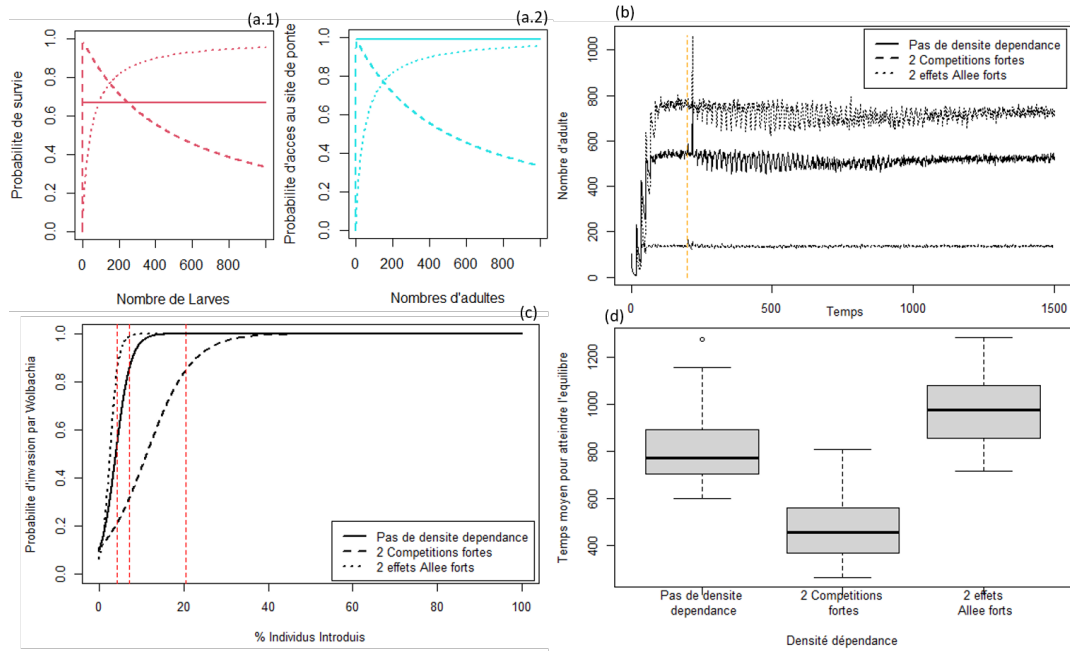 (a.1)
Probabilite de survie
0.0 0.2 0.4 0.6 0.8 1.0
0 200 400 600 800
Nombre de Larves
(a.2)
Probabilite d'acces au site de ponte
0.0 0.2 0.4 0.6 0.8 1.0
0 200 400 600 800
Nombres d'adultes
(b)
Nombre d'adulte
0 200 400 600 800 1000
Pas de densite dependance
2 Competitions fortes
2 effets Allee forts
0 500 1000 1500
Temps
(c)
Probabilite d'invasion par Wolbachia
0.0 0.2 0.4 0.6 0.8 1.0
Pas de densite dependance
2 Competitions fortes
2 effets Allee forts
0 20 40 60 80 100
% Individus Introduis
(d)
Temps moyen pour atteindre l'equilibre
400 600 800 1000 1200
Pas de densite
dependance
2 Competitions
fortes
2 effets
Allee forts
Densité dépendance